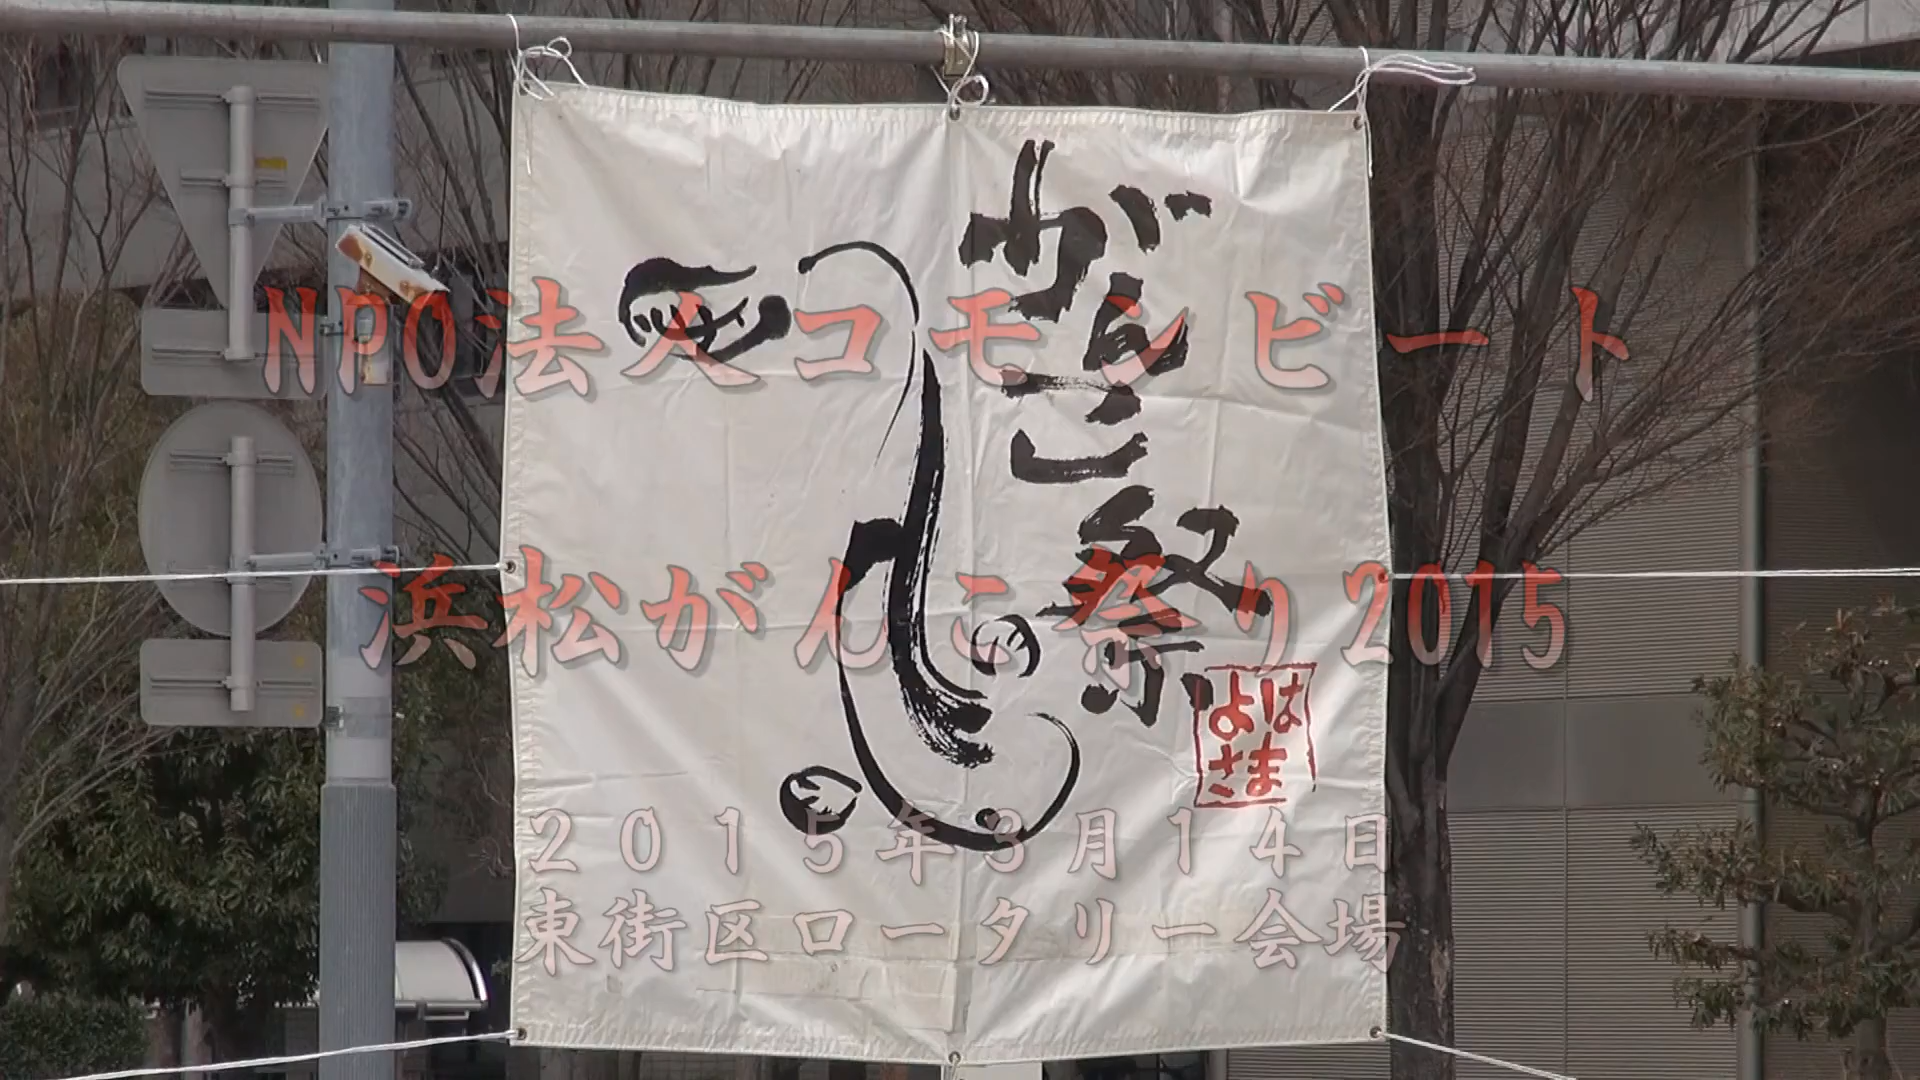 がんこ祭
はままつ
NPO法人コモンビート
浜松がんこ祭り2015
２０１５年３月１４日
東街区ロータリー会場